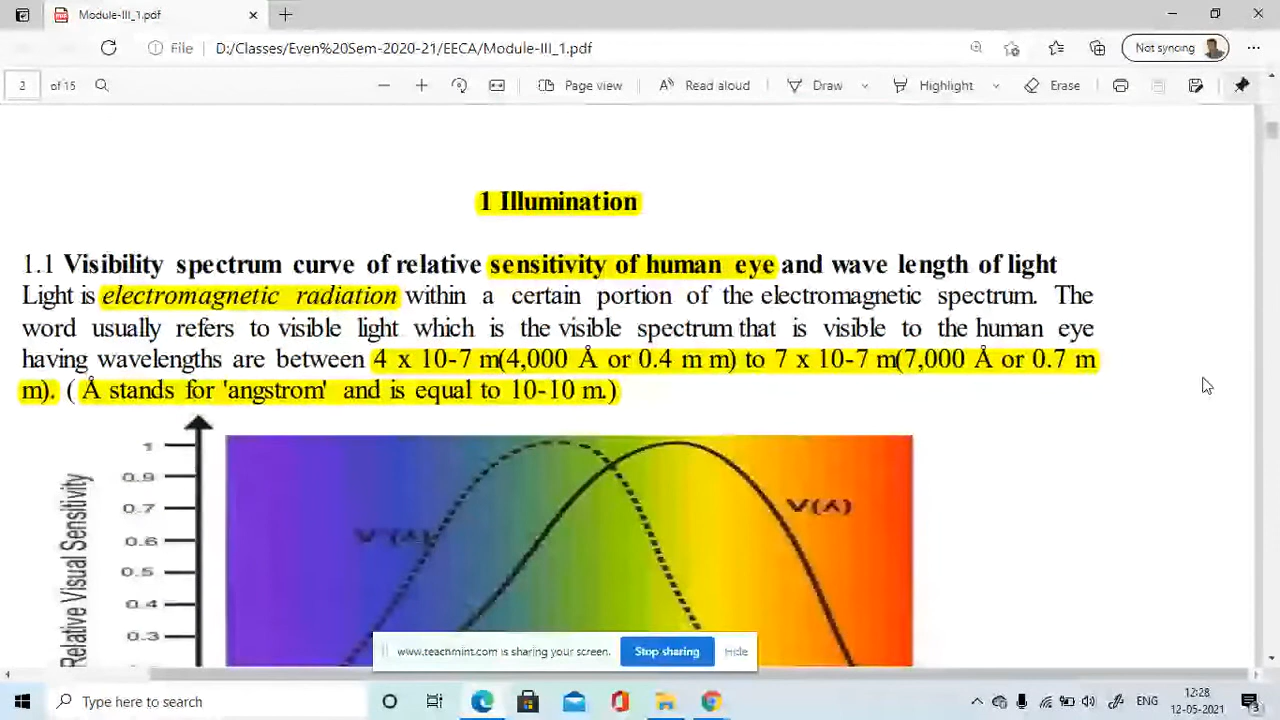 Module-III_1.pdf
File D:/Classes/Even%20Sem-2020-21/EECA/Module-III_1.pdf Not syncing
2 of 15 Page view Read aloud Draw Highlight Erase
1 Illumination
1.1 Visibility spectrum curve of relative sensitivity of human eye and wave length of light
Light is electromagnetic radiation within a certain portion of the electromagnetic spectrum. The
word usually refers to visible light which is the visible spectrum that is visible to the human eye
having wavelengths are between 4 x 10-7 m(4,000 Å or 0.4 m m) to 7 x 10-7 m(7,000 Å or 0.7 m
m). ( Å stands for 'angstrom' and is equal to 10-10 m.)
Relative Visual Sensitivity
1
0.9
0.7
0.6
0.5
0.4
0.3
V'(λ)
V(λ)
www.teachmint.com is sharing your screen. Stop sharing Hide
Type here to search
ENG
12:28
12-05-2021
3